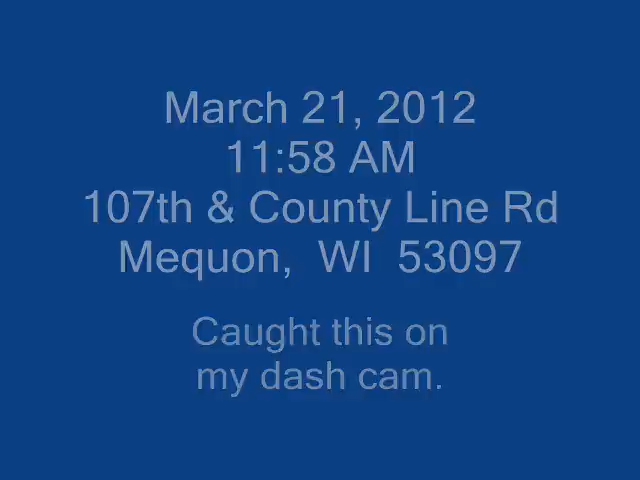 March 21, 2012
11:58 AM
107th & County Line Rd
Mequon, WI 53097
Caught this on
my dash cam.